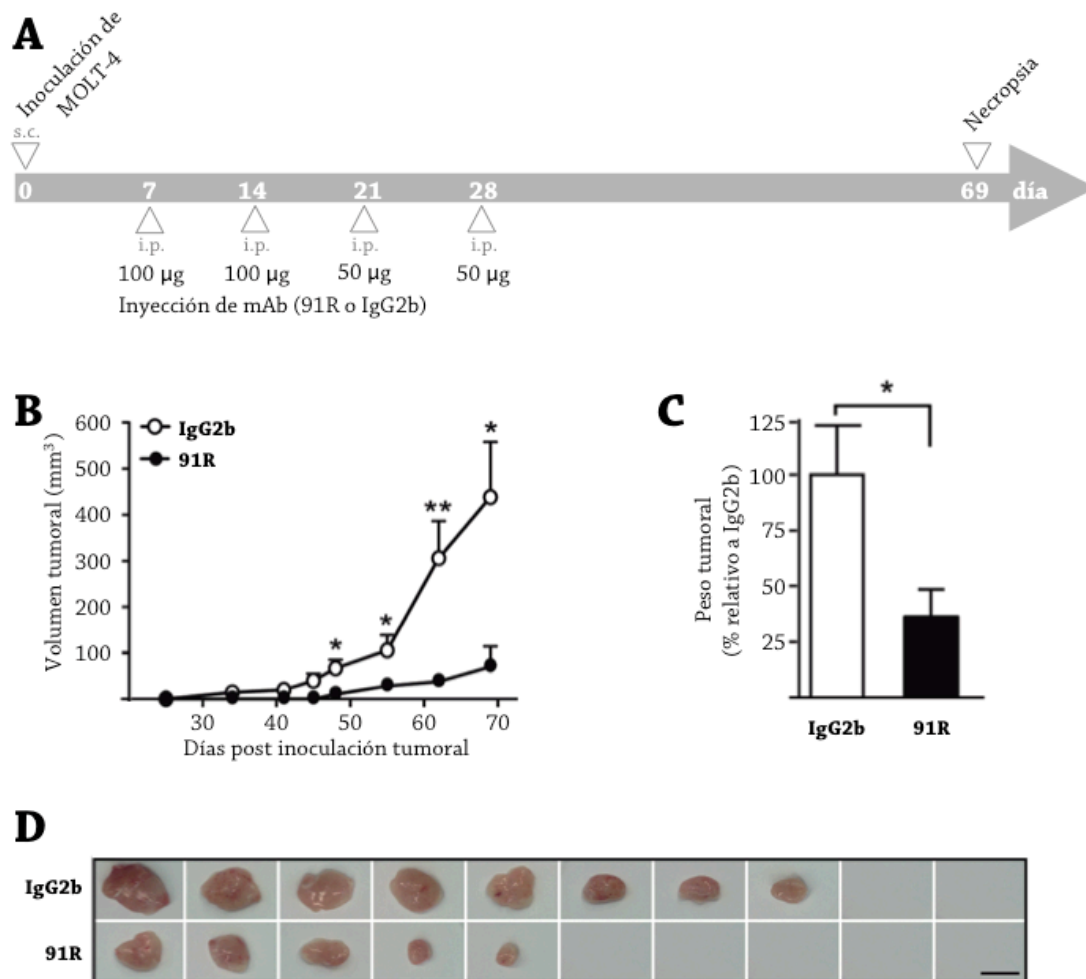 A
Inoculación de
MOLT-4
s.c.
Necropsia
0 7 14 21 28 69 día
i.p. i.p. i.p. i.p.
100 µg 100 µg 50 µg 50 µg
Inyección de mAb (91R o IgG2b)
B
Volumen tumoral (mm³)
600
500
400
300
200
100
IgG2b
91R
*
*
**
*
30 40 50 60 70
Días post inoculación tumoral
C
Peso tumoral
(% relativo a IgG2b)
125
100
75
50
25
*
IgG2b 91R
D
IgG2b
91R